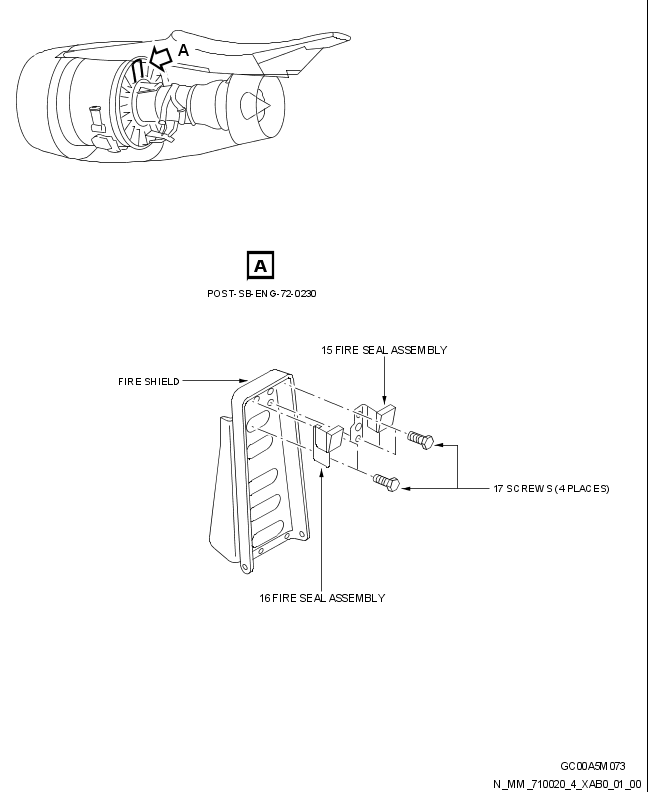 A
A
POST-SB-ENG-72-0230
15 FIRE SEAL ASSEMBLY
FIRE SHIELD
17 SCREWS (4 PLACES)
16 FIRE SEAL ASSEMBLY
GC00A5M073
N_MM_710020_4_XAB0_01_00